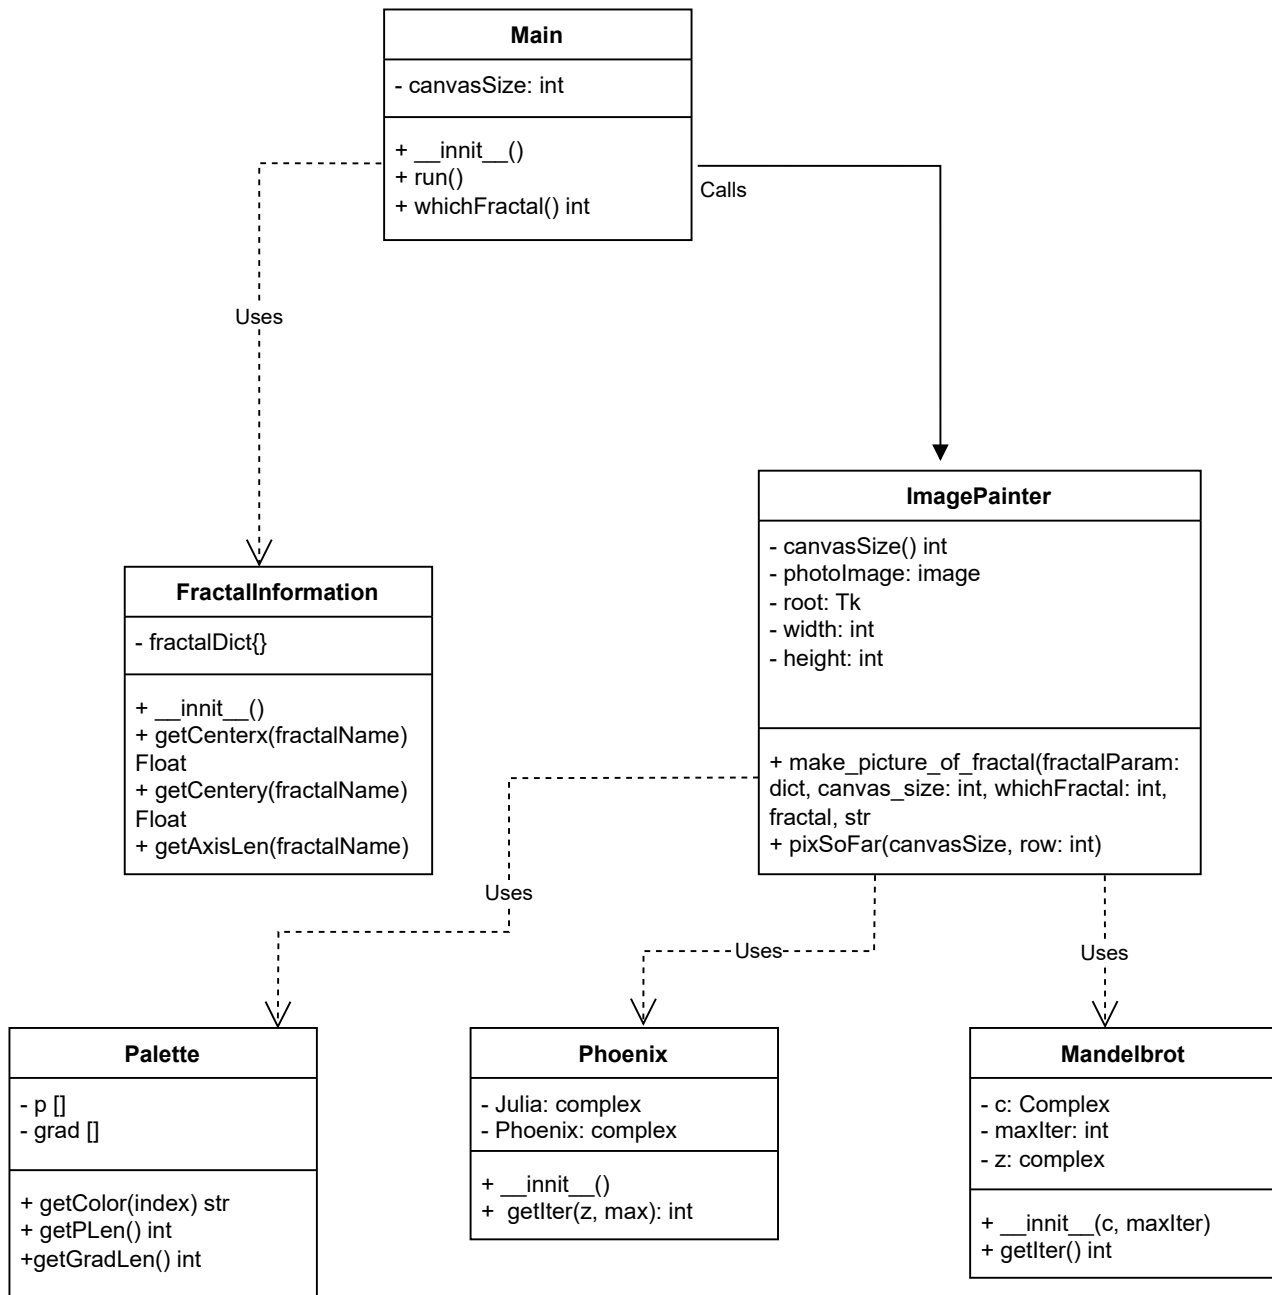 Main
- canvasSize: int
+ __innit__()
+ run()
+ whichFractal() int
Calls
Uses
ImagePainter
- canvasSize() int
- photoImage: image
- root: Tk
- width: int
- height: int
+ make_picture_of_fractal(fractalParam:
dict, canvas_size: int, whichFractal: int,
fractal, str
+ pixSoFar(canvasSize, row: int)
FractalInformation
- fractalDict{}
+ __innit__()
+ getCenterx(fractalName)
Float
+ getCentery(fractalName)
Float
+ getAxisLen(fractalName)
Uses
Uses
Uses
Palette
- p []
- grad []
+ getColor(index) str
+ getPLen() int
+getGradLen() int
Phoenix
- Julia: complex
- Phoenix: complex
+ __innit__()
+  getIter(z, max): int
Mandelbrot
- c: Complex
- maxIter: int
- z: complex
+ __innit__(c, maxIter)
+ getIter() int